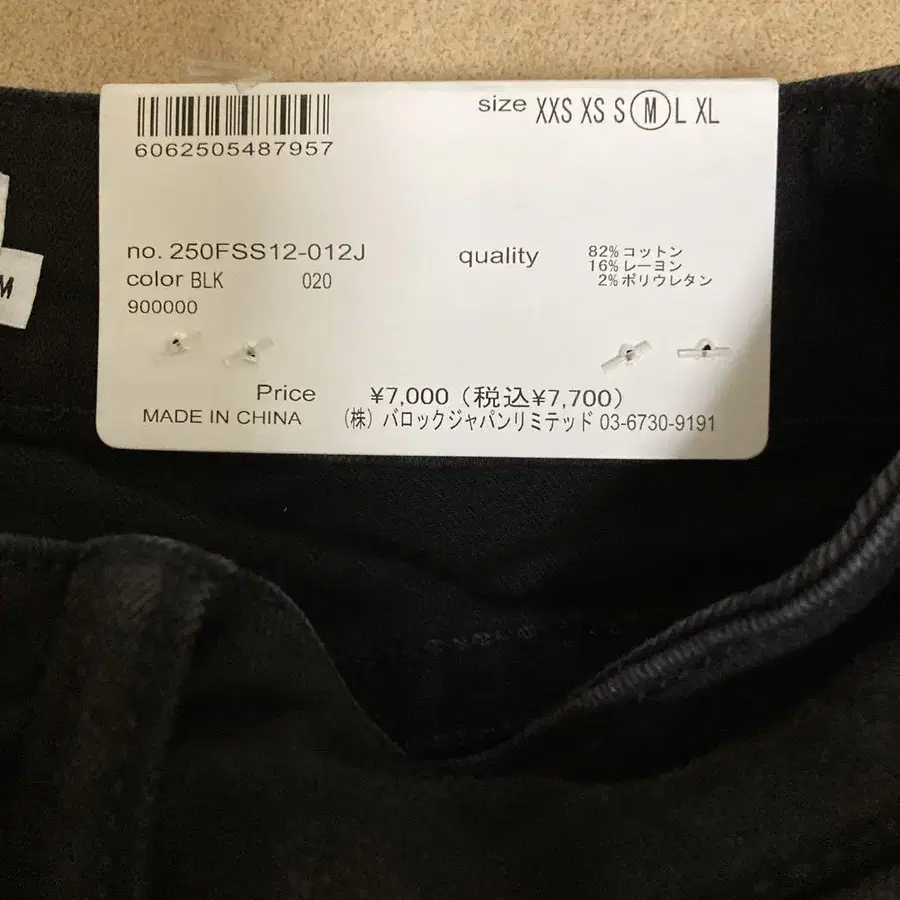 6062505487957
size XXS XS S M L XL
no. 250FSS12-012J
color BLK 020
900000
quality 82%コットン
16%レーヨン
2%ポリウレタン
Price ¥7,000（税込¥7,700）
MADE IN CHINA （株）バロックジャパンリミテッド 03-6730-9191
M